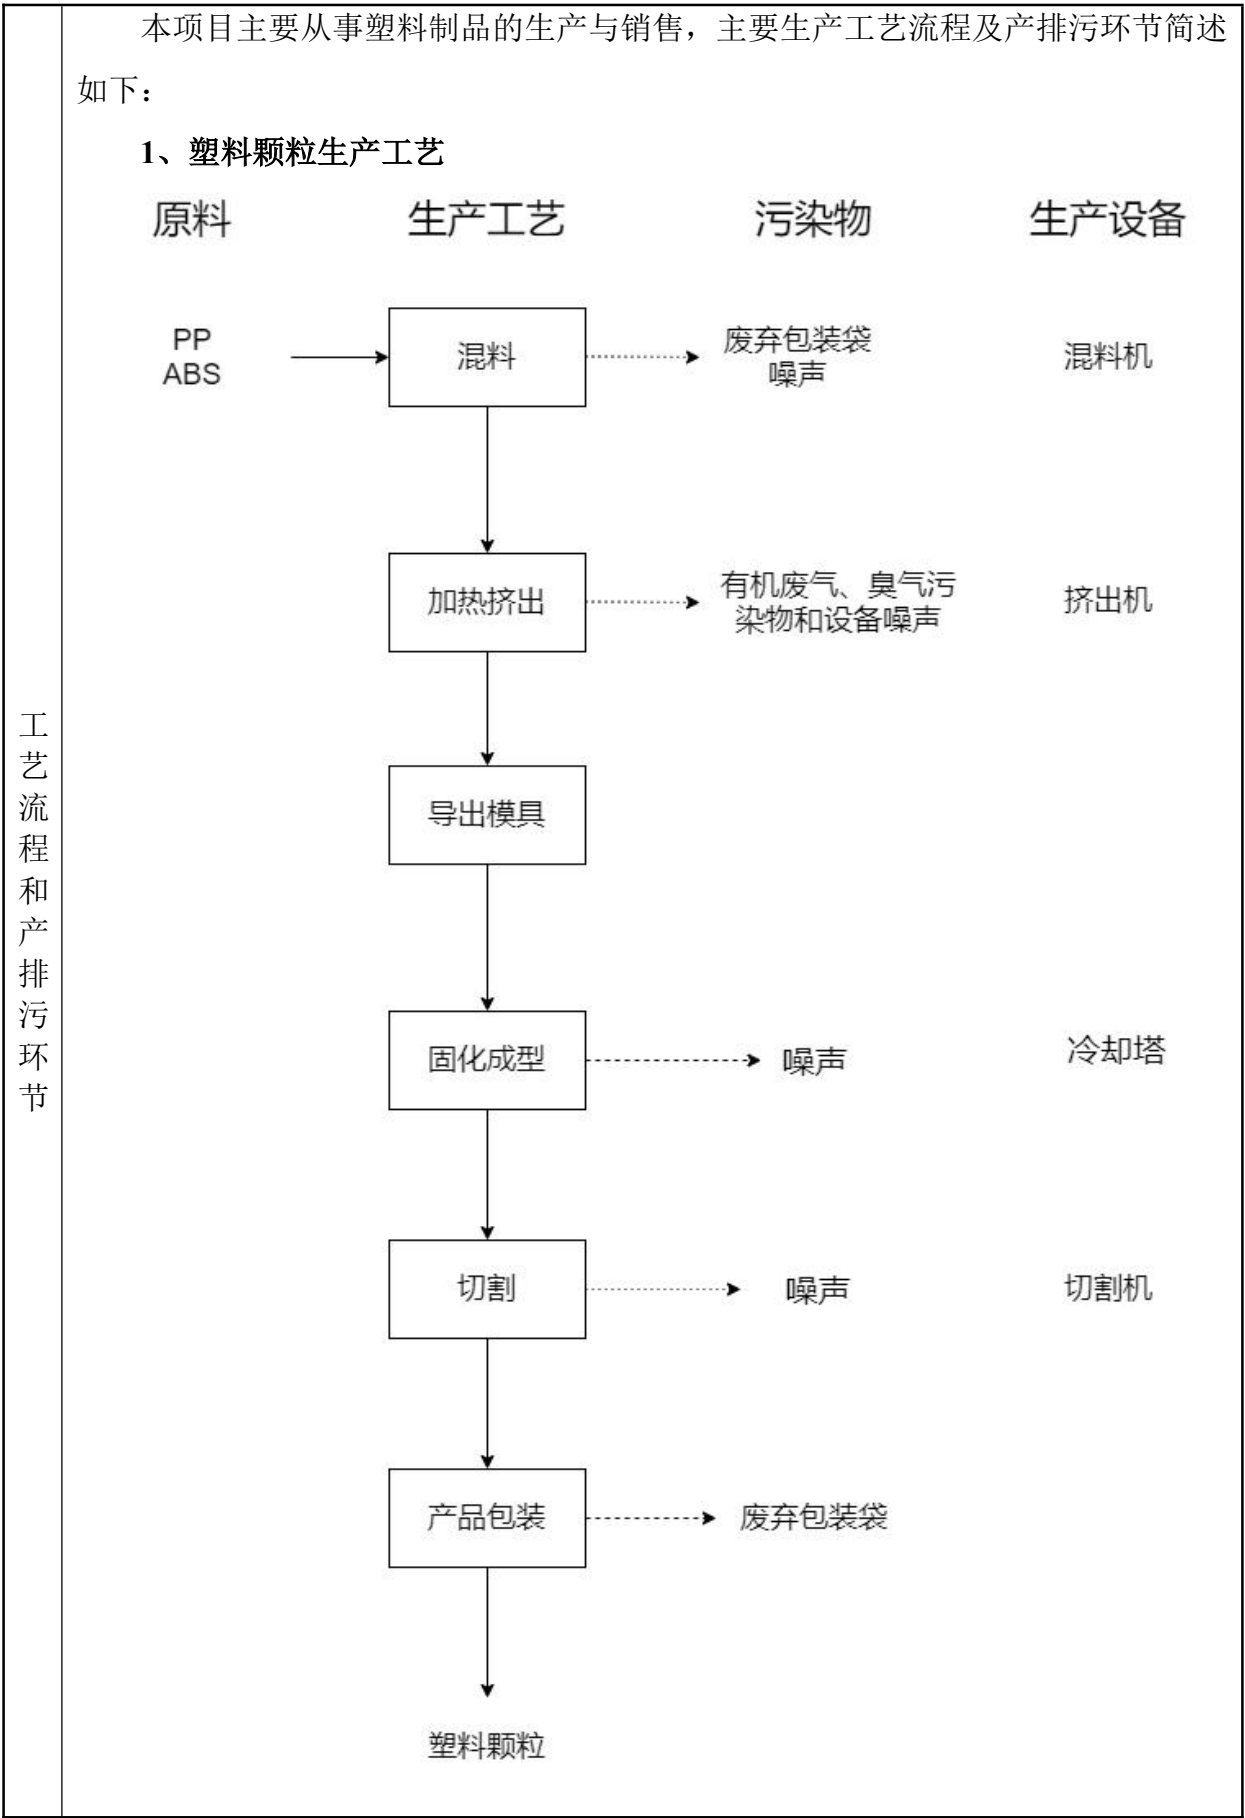 本项目主要从事塑料制品的生产与销售，主要生产工艺流程及产排污环节简述
如下：
1、塑料颗粒生产工艺
原料 生产工艺 污染物 生产设备
PP
ABS
混料
废弃包装袋
噪声
混料机
加热挤出
有机废气、臭气污
染物和设备噪声
挤出机
导出模具
固化成型
噪声
冷却塔
切割
噪声
切割机
产品包装
废弃包装袋
塑料颗粒
工
艺
流
程
和
产
排
污
环
节